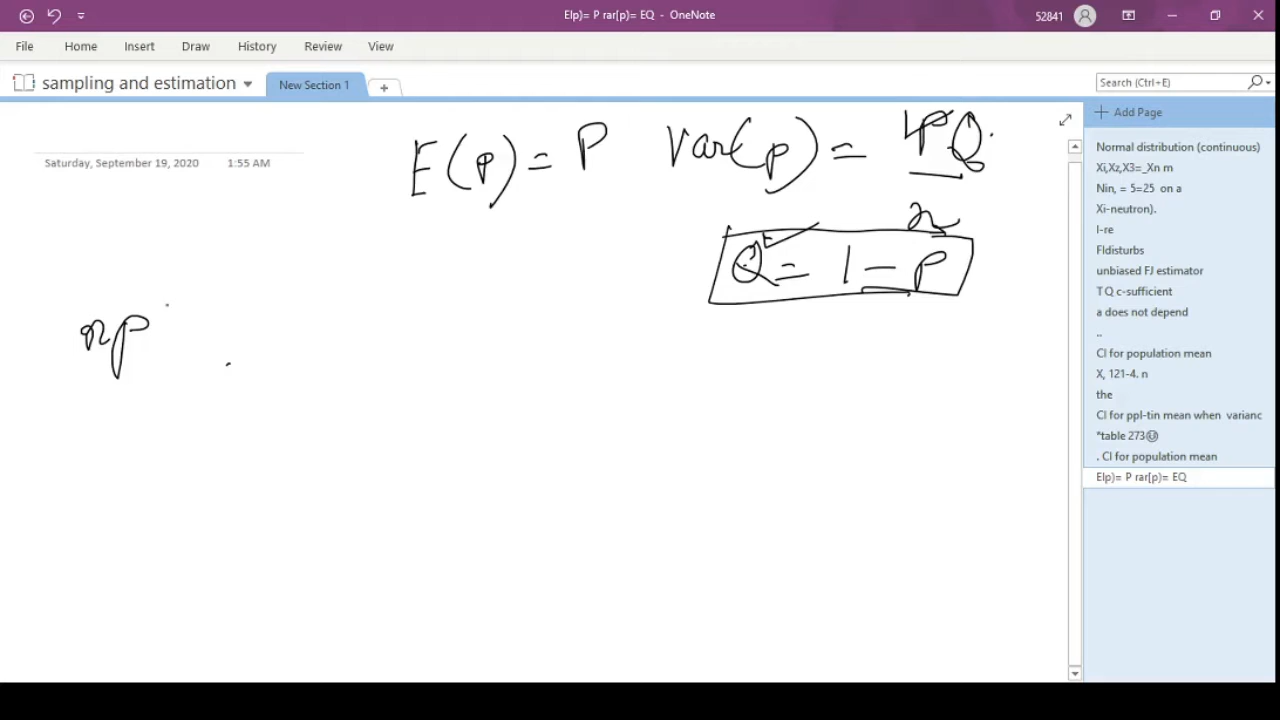 EIp)= P rar[p)= EQ - OneNote
52841
File Home Insert Draw History Review View
sampling and estimation
New Section 1
+
Search (Ctrl+E)
Add Page
Saturday, September 19, 2020 1:55 AM
E(p) = P Var(p) = PQ
n
Q = 1 - P
np
Normal distribution (continuous)
Xi,Xz,X3=_Xn m
Nin, = 5=25 on a
Xi-neutron).
I-re
FIdisturbs
unbiased FJ estimator
T Q c-sufficient
a does not depend
..
CI for population mean
X, 121-4. n
the
CI for ppl-tin mean when varianc
*table 273
. CI for population mean
EIp)= P rar[p)= EQ